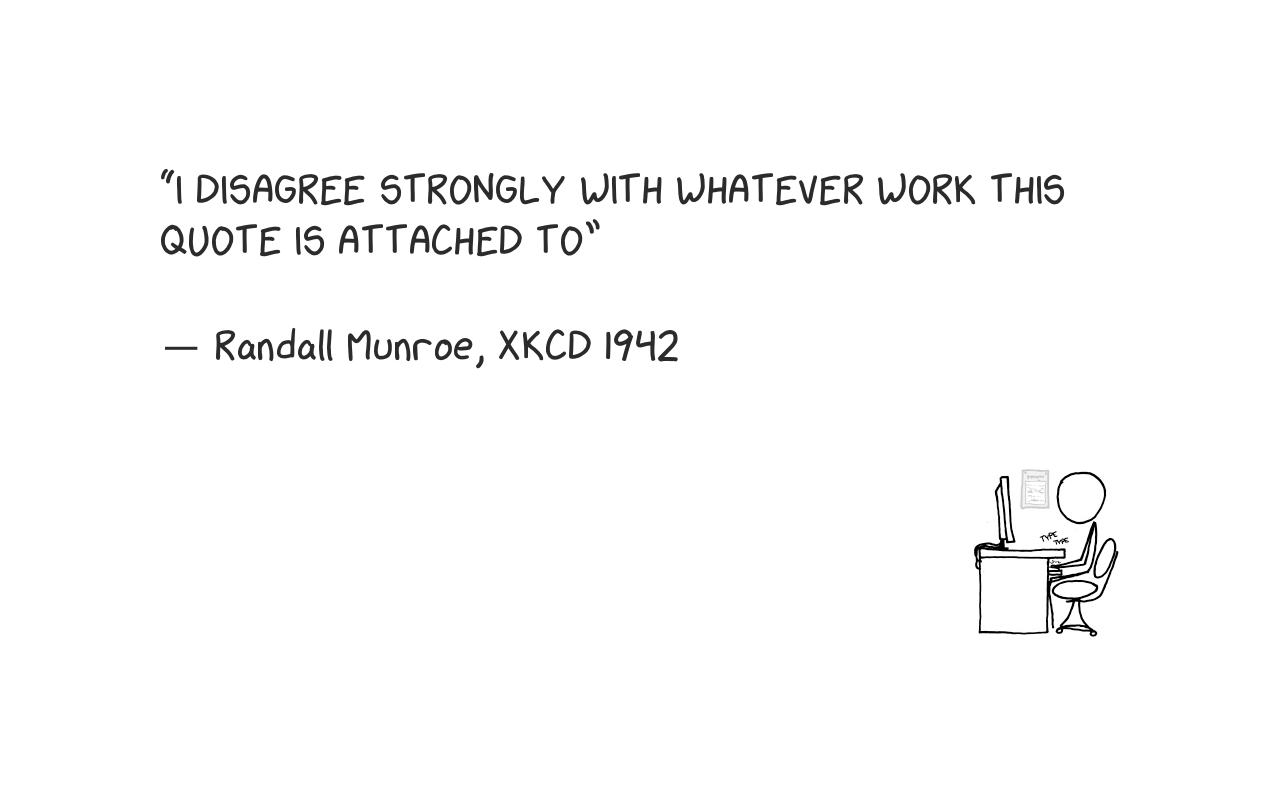 “I DISAGREE STRONGLY WITH WHATEVER WORK THIS
QUOTE IS ATTACHED TO”
— Randall Munroe, XKCD 1942
TYPE
TYPE